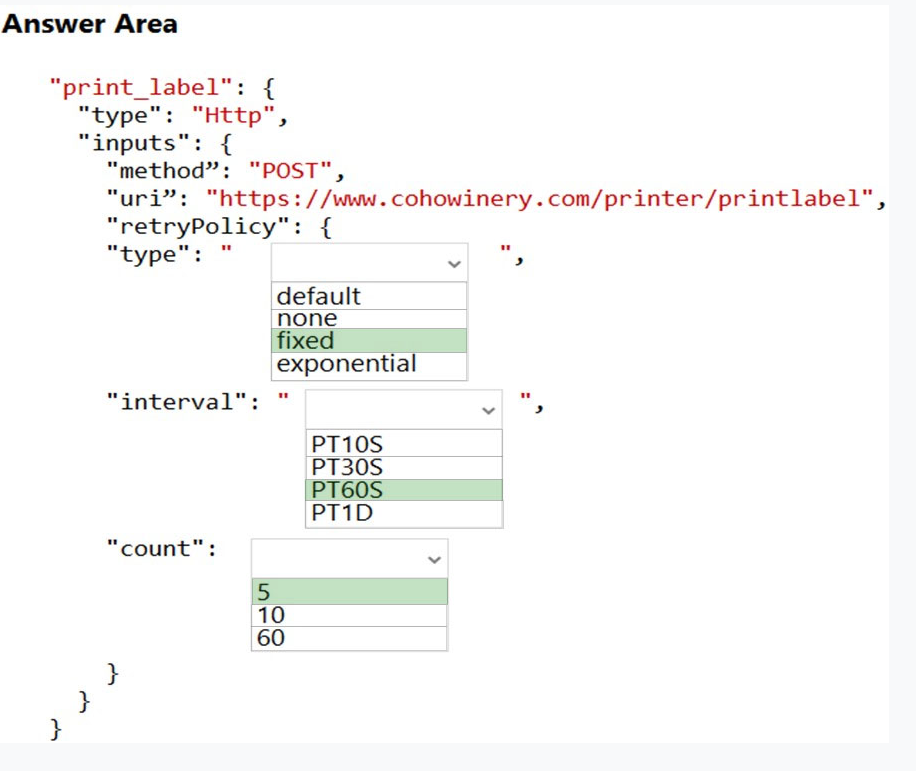 Answer Area
"print_label": {
"type": "Http",
"inputs": {
"method”: "POST",
"uri”: "https://www.cohowinery.com/printer/printlabel",
"retryPolicy": {
"type": " ",
default
none
fixed
exponential
"interval": " ",
PT10S
PT30S
PT60S
PT1D
"count":
5
10
60
}
}
}